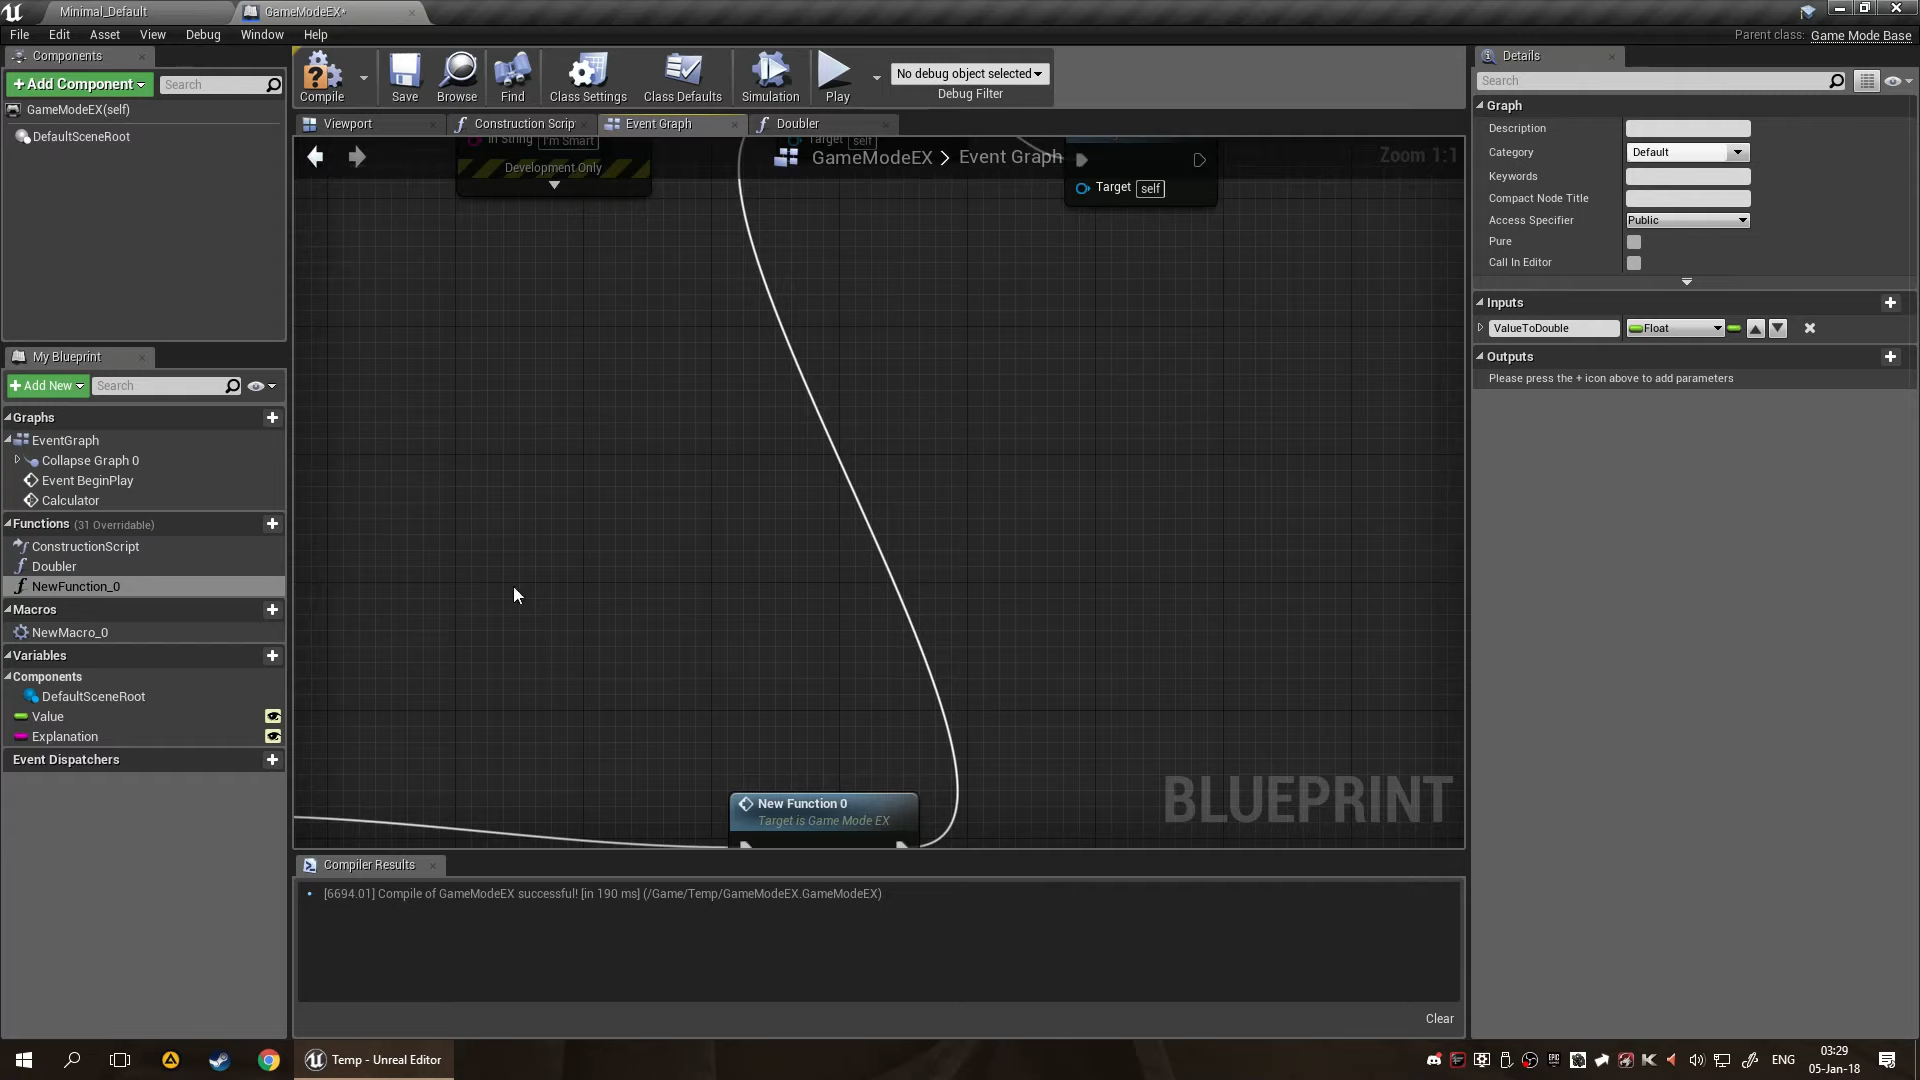 Minimal_Default
GameModeEX*
File Edit Asset View Debug Window Help
Parent class: Game Mode Base
Components
+Add Component
Search
GameModeEX(self)
DefaultSceneRoot
Compile
Save
Browse
Find
Class Settings
Class Defaults
Simulation
Play
No debug object selected
Debug Filter
Viewport
Construction Scrip
Event Graph
Doubler
In String I'm Smart
Development Only
Target self
GameModeEX > Event Graph
Zoom 1:1
Target self
New Function 0
Target is Game Mode EX
BLUEPRINT
My Blueprint
+Add New
Search
Graphs
EventGraph
Collapse Graph 0
Event BeginPlay
Calculator
Functions (31 Overridable)
ConstructionScript
Doubler
NewFunction_0
Macros
NewMacro_0
Variables
Components
DefaultSceneRoot
Value
Explanation
Event Dispatchers
Compiler Results
[6694.01] Compile of GameModeEX successful! [in 190 ms] (/Game/Temp/GameModeEX.GameModeEX)
Clear
Details
Search
Graph
Description
Category Default
Keywords
Compact Node Title
Access Specifier Public
Pure
Call In Editor
Inputs
ValueToDouble Float
Outputs
Please press the + icon above to add parameters
Temp - Unreal Editor
ENG
03:29
05-Jan-18